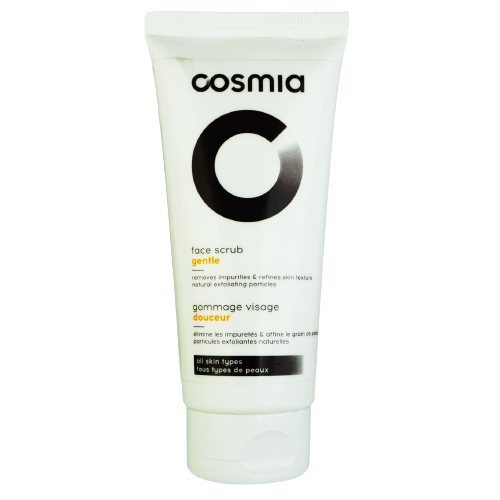 cosmia
face scrub
gentle
removes impurities & refines skin texture
natural exfoliating particles
gommage visage
douceur
élimine les impuretés & affine le grain de peau
particules exfoliantes naturelles
all skin types
tous types de peaux